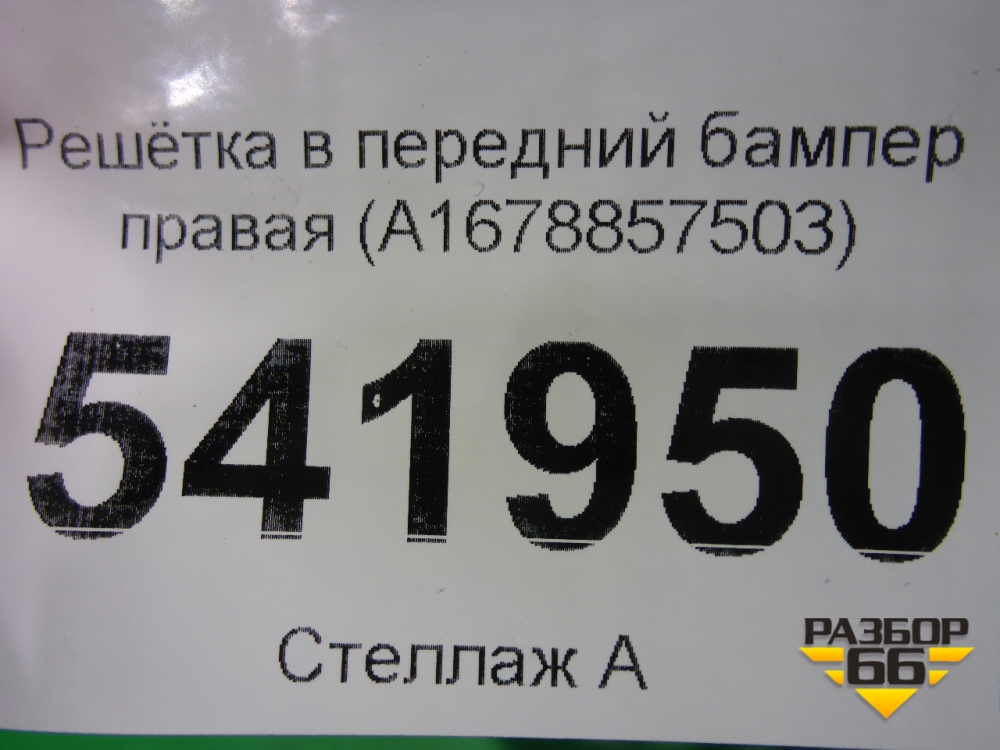 Решётка в передний бампер
правая (A1678857503)
541950
Стеллаж А
РАЗБОР
66